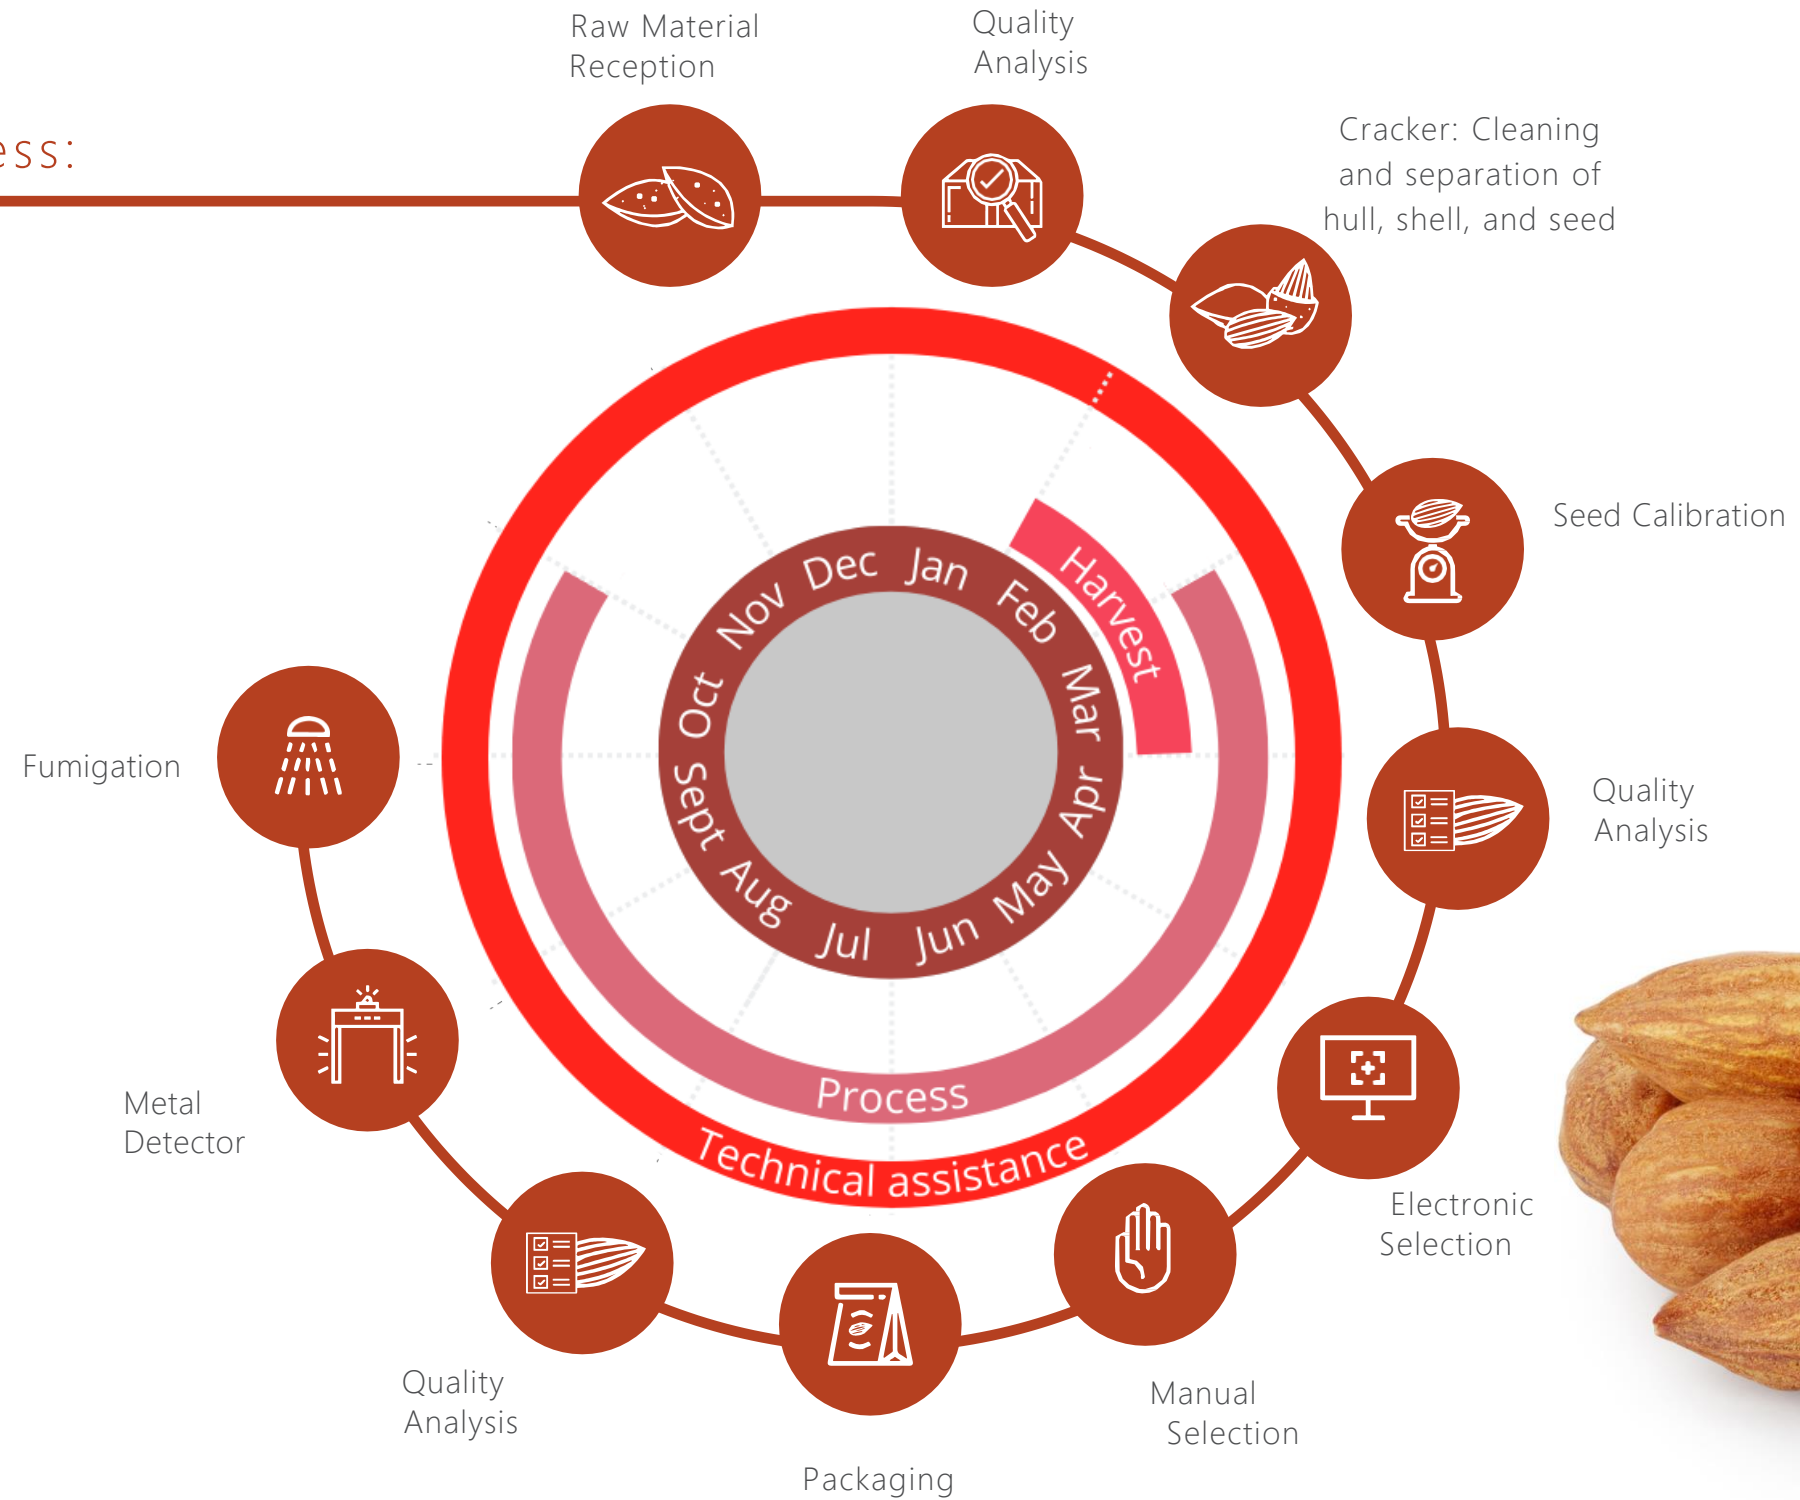 Raw Material
Reception
Quality
Analysis
ess:
Cracker: Cleaning
and separation of
hull, shell, and seed
Seed Calibration
Quality
Analysis
Electronic
Selection
Manual
Selection
Packaging
Quality
Analysis
Metal
Detector
Fumigation
Jan
Feb
Mar
Apr
May
Jun
Jul
Aug
Sept
Oct
Nov
Dec
Harvest
Process
Technical assistance